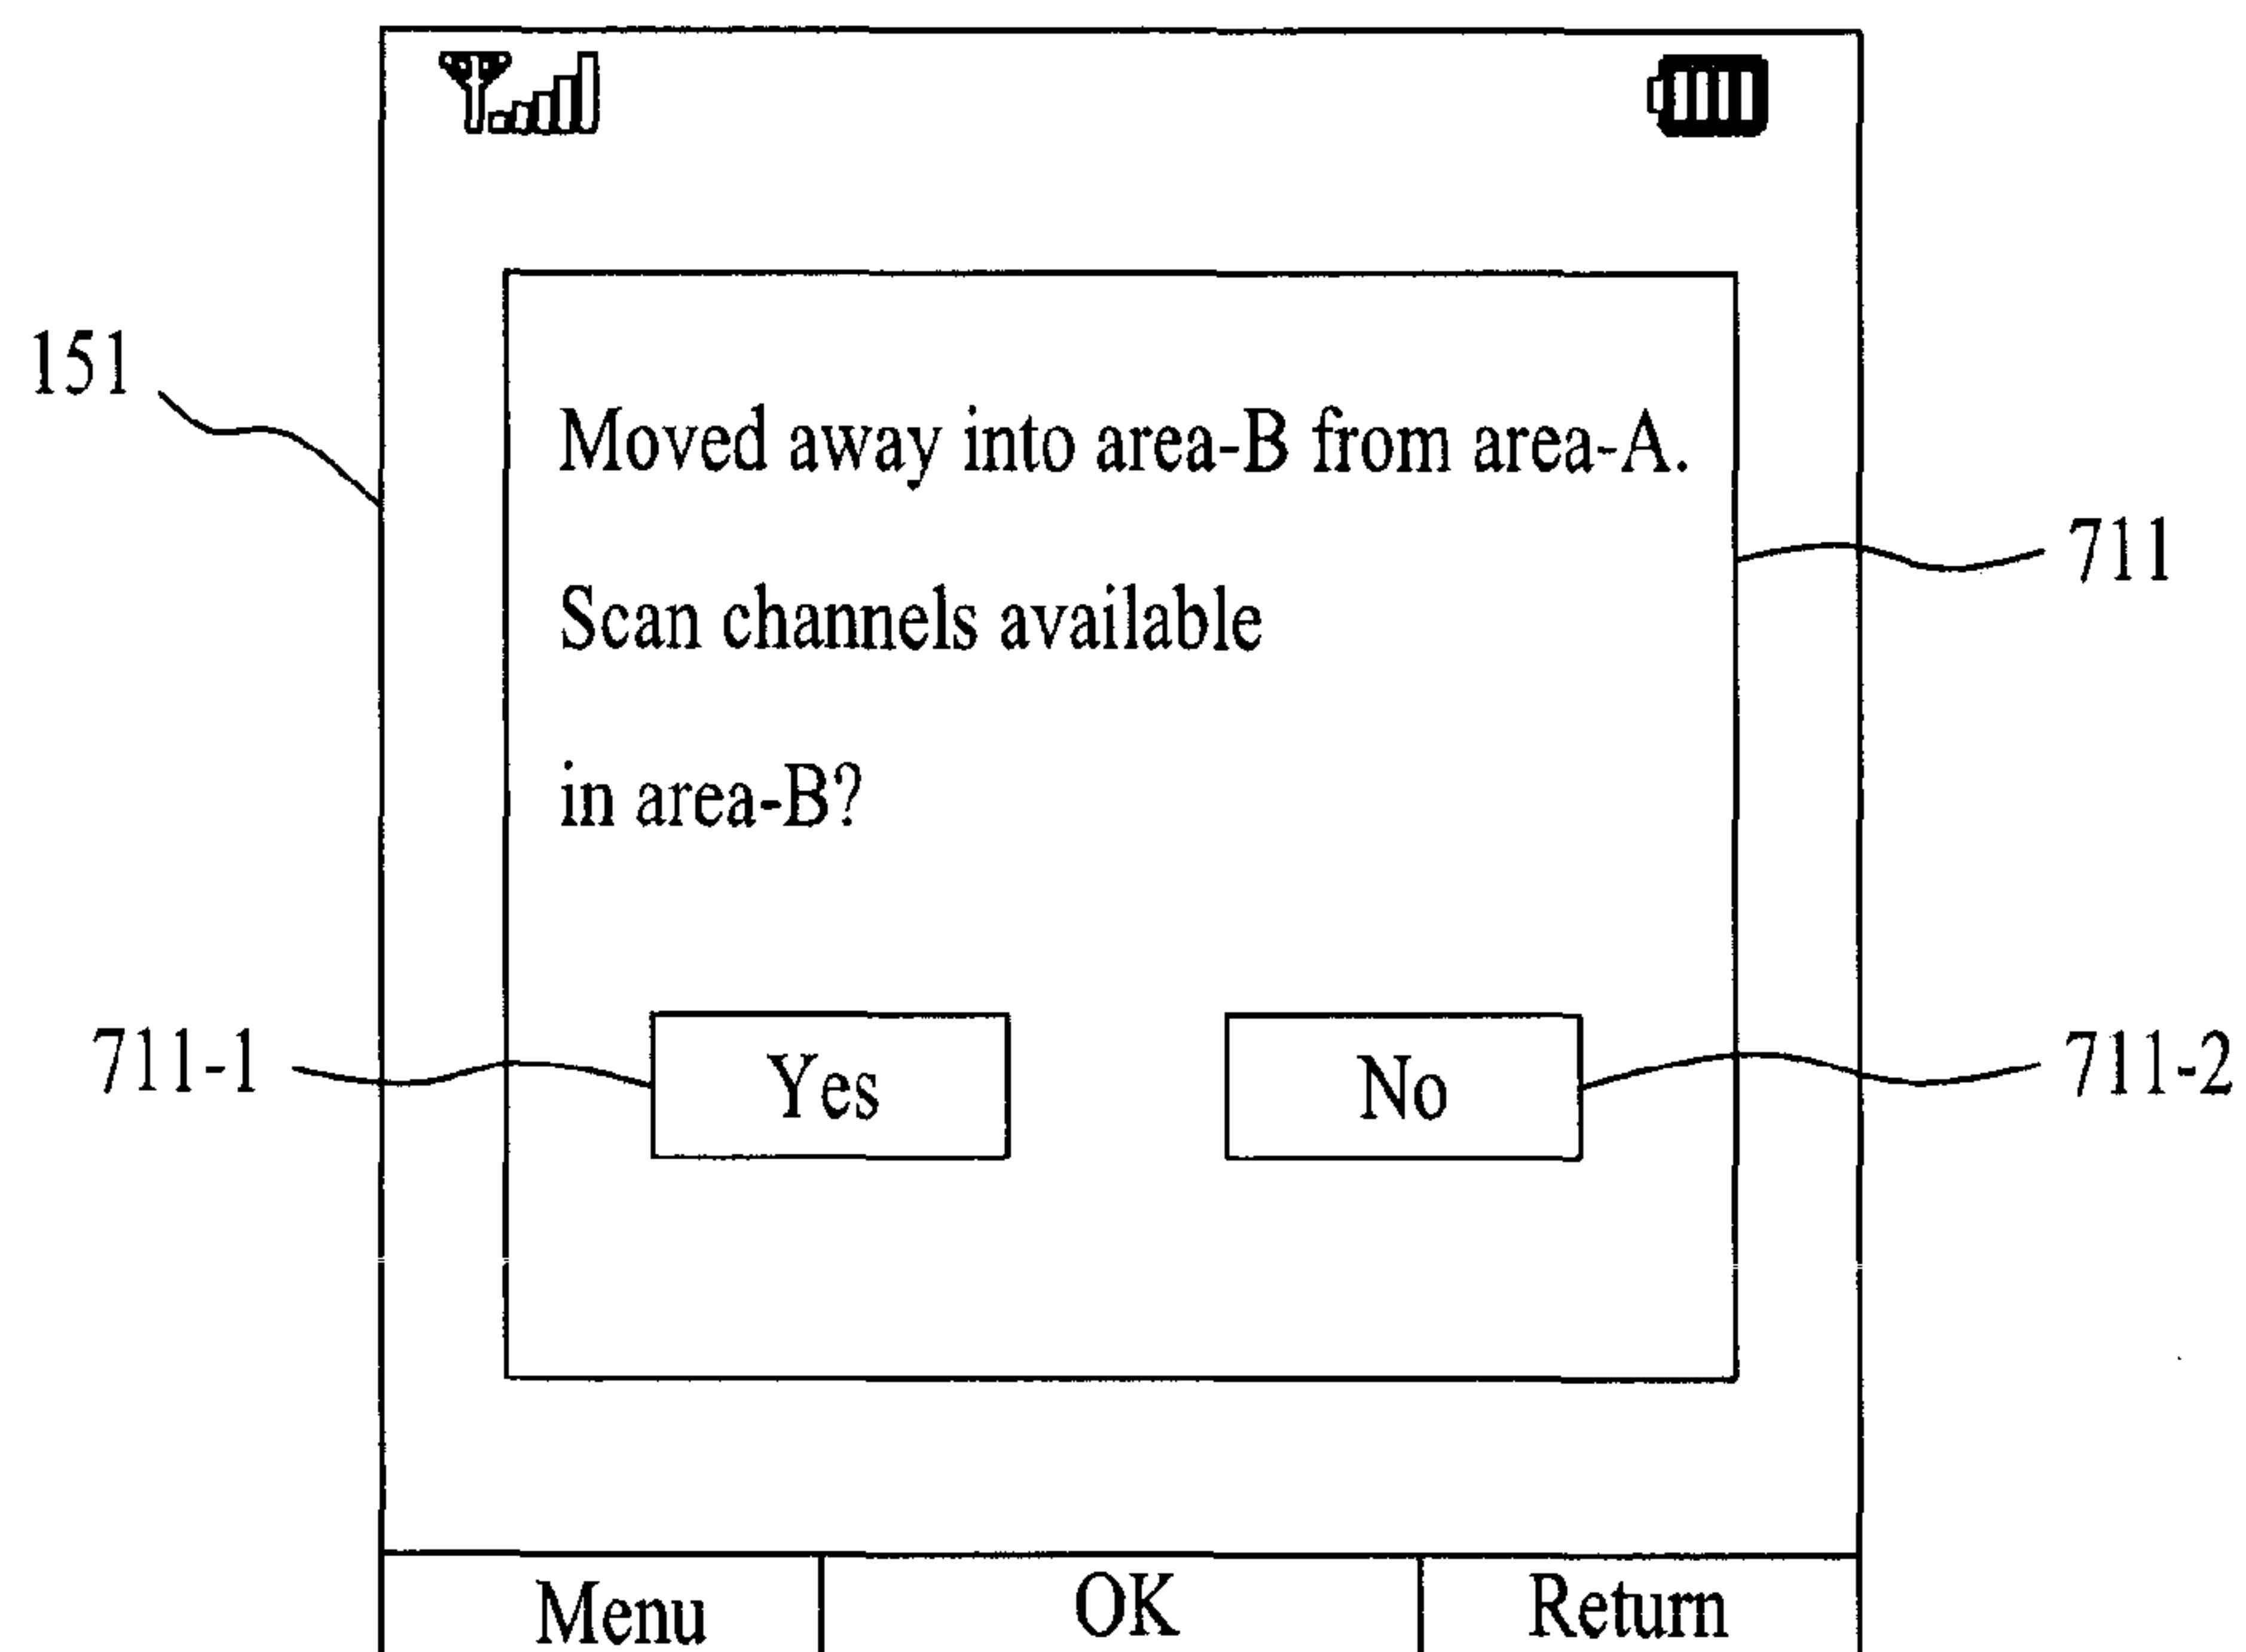 151
Moved away into area-B from area-A.
711
Scan channels available
in area-B?
711-1
Yes
No
711-2
Menu
OK
Return